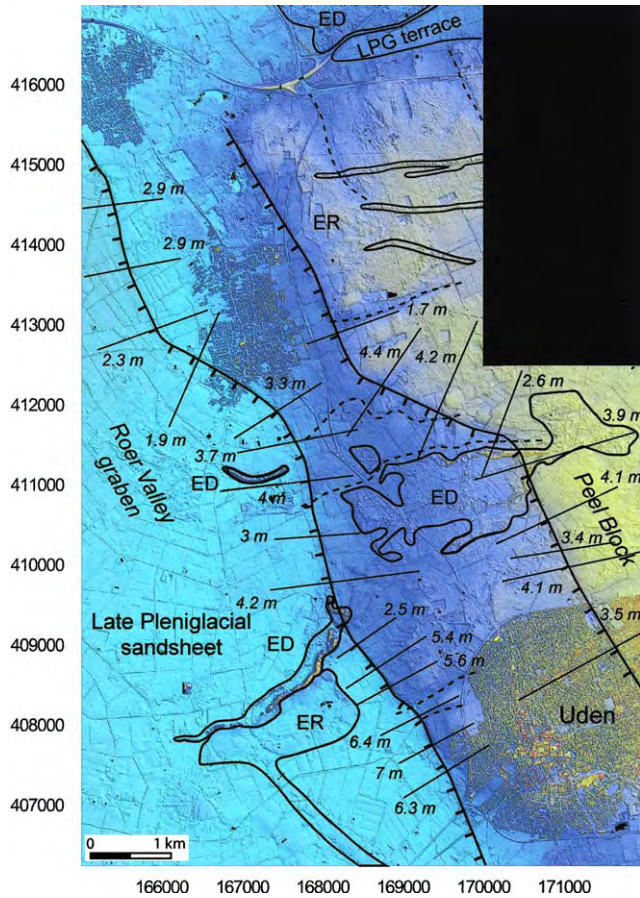 ED
LPG terrace
416000
415000
2.9 m
ER
414000
2.9 m
413000
1.7 m
2.3 m
4.4 m
4.2 m
3.3 m
2.6 m
412000
3.9 m
1.9 m
3.7 m
Roer Valley
graben
ED
4 m
ED
411000
4.1 m
Peel Block
3 m
3.4 m
410000
4.2 m
4.1 m
2.5 m
3.5 m
Late Pleniglacial
sandsheet
ED
409000
5.4 m
5.6 m
ER
Uden
408000
6.4 m
7 m
407000
6.3 m
0 1 km
166000 167000 168000 169000 170000 171000